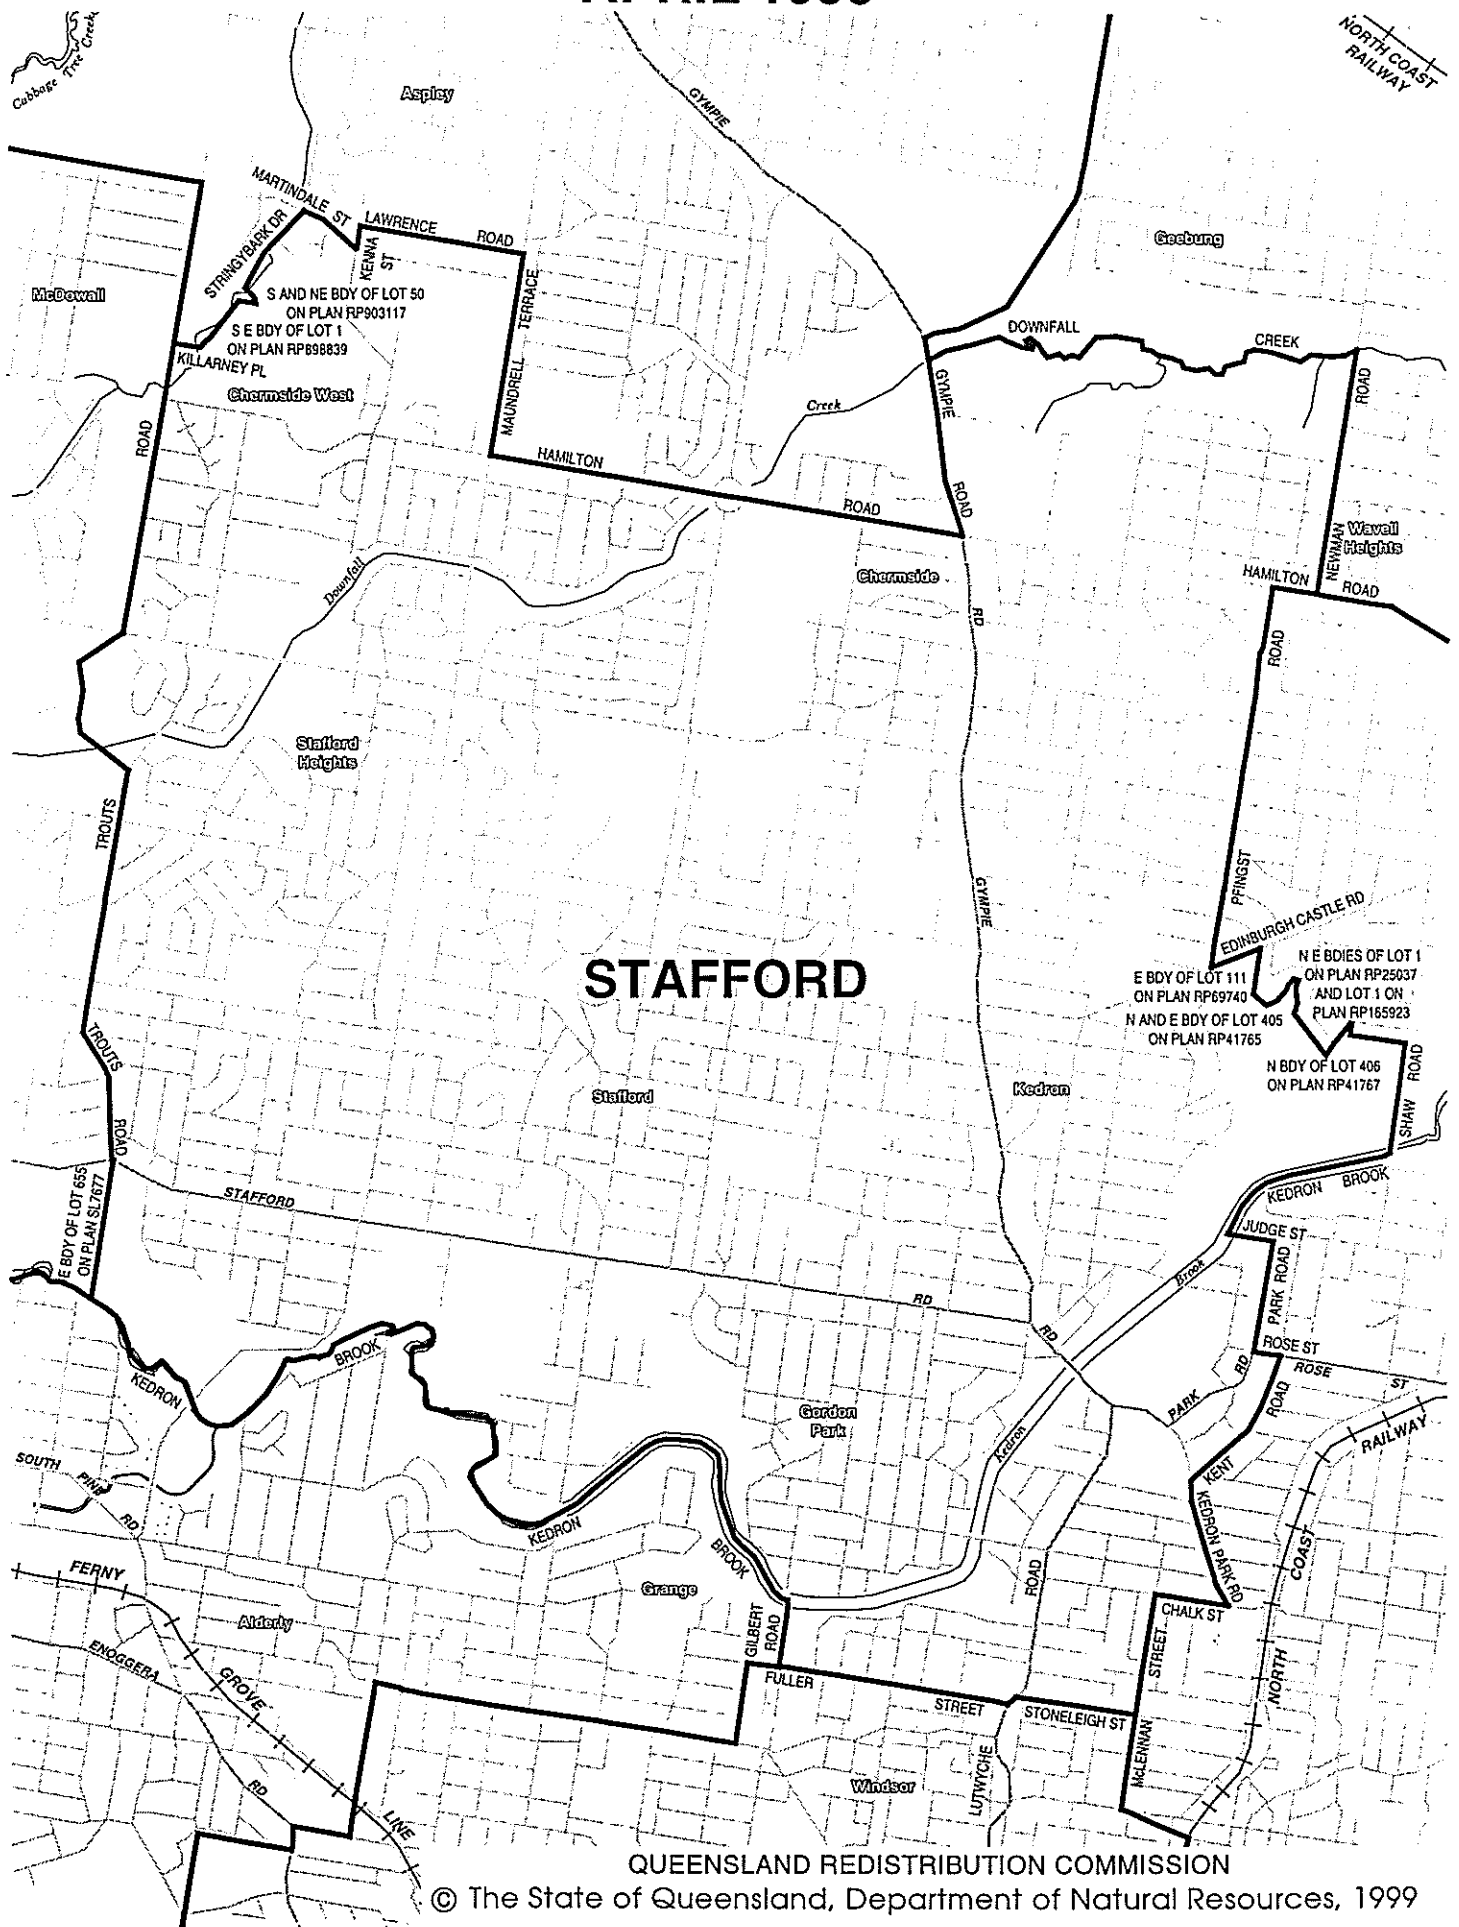 Cabbage Tree Creek
Aspley
GYMPIE
NORTH COAST
RAILWAY
MARTINDALE ST
LAWRENCE ROAD
STRINGYBARK DR
KENNA
ST
Geebung
McDowall
S AND NE BDY OF LOT 50
ON PLAN RP903117
S E BDY OF LOT 1
ON PLAN RP898839
KILLARNEY PL
Chermside West
MAUNDRELL TERRACE
DOWNFALL CREEK
Creek
GYMPIE ROAD
ROAD
ROAD
HAMILTON ROAD
NEWMAN
Wavell
Heights
Downfall
Chermside
HAMILTON ROAD
RD
ROAD
Stafford
Heights
TROUTS
GYMPIE
PFINGST
EDINBURGH CASTLE RD
STAFFORD
N E BDIES OF LOT 1
ON PLAN RP25037
AND LOT 1 ON
PLAN RP165923
E BDY OF LOT 111
ON PLAN RP69740
N AND E BDY OF LOT 405
ON PLAN RP41765
N BDY OF LOT 406
ON PLAN RP41767
TROUTS
ROAD
Stafford
Kedron
SHAW ROAD
E BDY OF LOT 655
ON PLAN SL7677
STAFFORD
RD
KEDRON BROOK
JUDGE ST
PARK ROAD
Brook
RD
ROSE ST
ROSE ST
KEDRON
BROOK
PARK RD
Gordon
Park
Kedron
KENT ROAD
RAILWAY
SOUTH PINE RD
KEDRON
BROOK
KEDRON PARK RD
FERNY
GROVE
LINE
Grange
ROAD
NORTH COAST
Alderly
ENOGGERA
RD
GILBERT
ROAD
CHALK ST
STREET
FULLER
STREET
STONELEIGH ST
McLENNAN
Windsor
LUTWYCHE
QUEENSLAND REDISTRIBUTION COMMISSION
© The State of Queensland, Department of Natural Resources, 1999